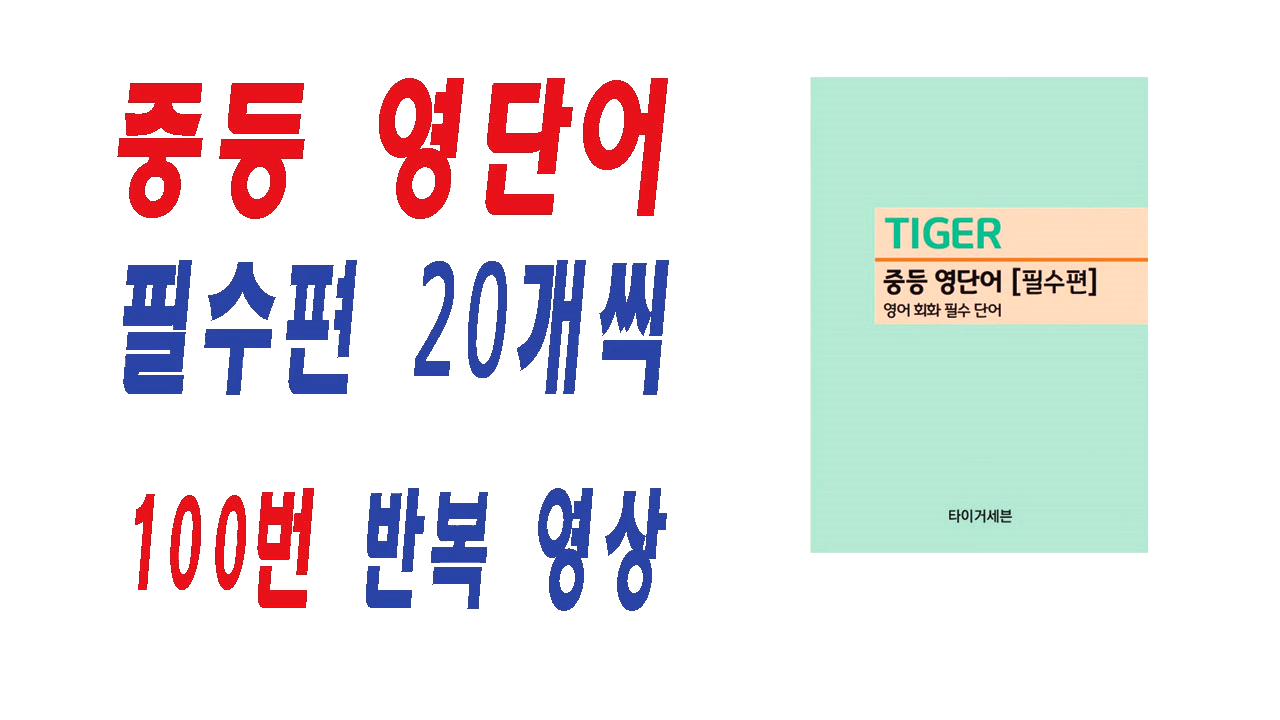 중등 영단어
필수편 20개씩
100번 반복 영상
TIGER
중등 영단어 [필수편]
영어 회화 필수 단어
타이거세븐